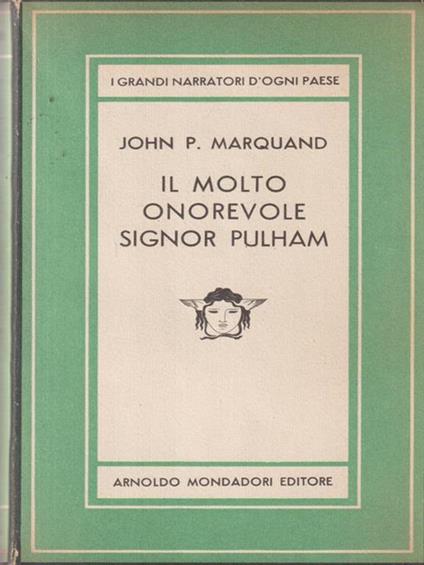 I GRANDI NARRATORI D'OGNI PAESE
JOHN P. MARQUAND
IL MOLTO
ONOREVOLE
SIGNOR PULHAM
ARNOLDO MONDADORI EDITORE